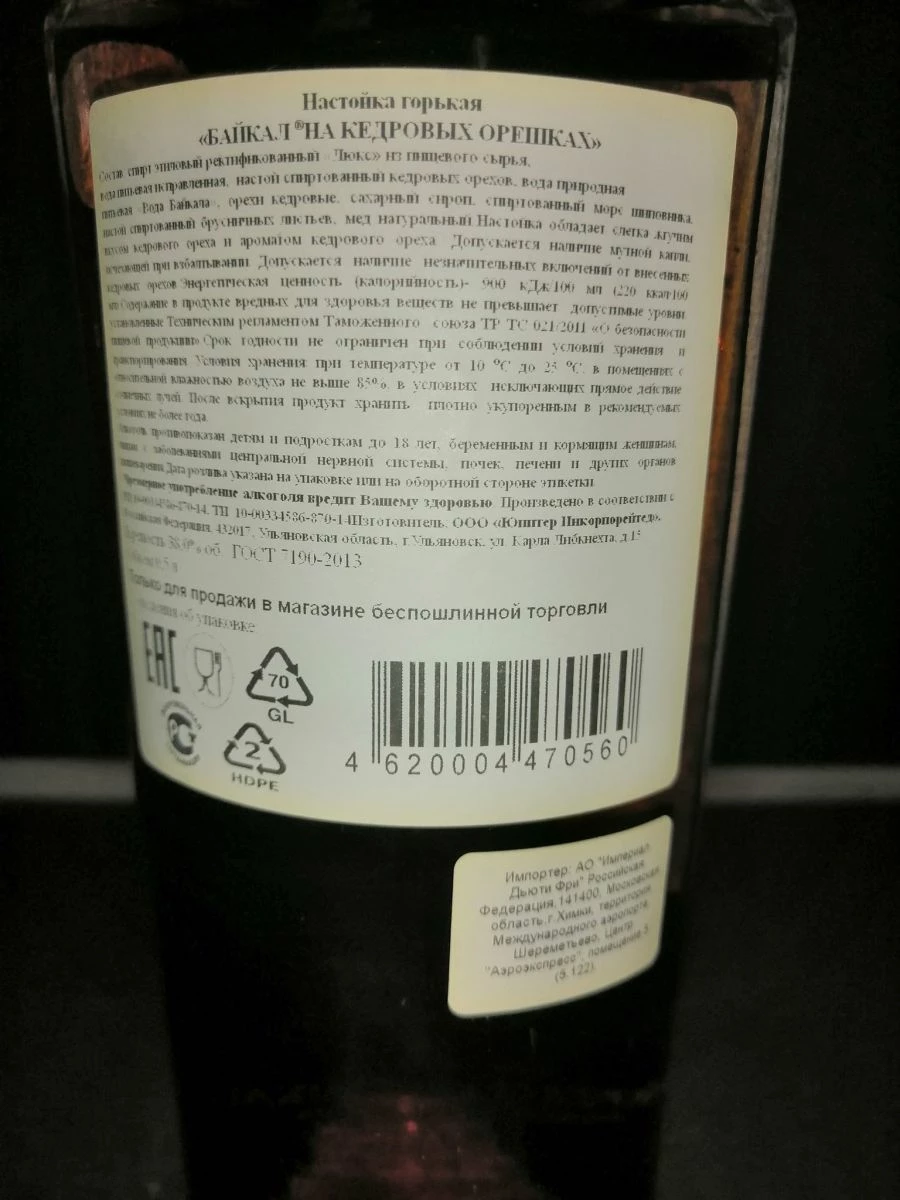 Настойка горькая
«БАЙКАЛ ® НА КЕДРОВЫХ ОРЕШКАХ»
Состав спирт этиловый ректификованный «Люкс» из пищевого сырья,
вода питьевая исправленная, настой спиртованный кедровых орехов, вода природная
питьевая «Вода Байкала», орехи кедровые, сахарный сироп, спиртованный морс шиповника,
настой спиртованный брусничных листьев, мед натуральный Настойка обладает слегка жгучим
вкусом кедрового ореха и ароматом кедрового ореха Допускается наличие мутной капли,
исчезающей при взбалтывании Допускается наличие незначительных включений от внесенных
кедровых орехов Энергетическая ценность (калорийность)- 900 кДж/100 мл (220 ккал/100
мл) Содержание в продукте вредных для здоровья веществ не превышает допустимые уровни,
установленные Техническим регламентом Таможенного союза ТР ТС 021/2011 «О безопасности
пищевой продукции» Срок годности не ограничен при соблюдении условий хранения и
транспортирования Условия хранения при температуре от 10 °С до 25 °С, в помещениях с
относительной влажностью воздуха не выше 85%, в условиях исключающих прямое действие
солнечных лучей. После вскрытия продукт хранить плотно укупоренным в рекомендуемых
условиях не более года.
Алкоголь противопоказан детям и подросткам до 18 лет, беременным и кормящим женщинам,
лицам с заболеваниями центральной нервной системы, почек, печени и других органов
пищеварения Дата розлива указана на упаковке или на оборотной стороне этикетки
Чрезмерное употребление алкоголя вредит Вашему здоровью Произведено в соответствии с
ТИ 10-00334586-870-14 Изготовитель: ООО «Юпитер Инкорпорейтед»,
Российская Федерация, 432017, Ульяновская область, г.Ульяновск, ул. Карла Либкнехта, д.15
Крепость 38,0% об. ГОСТ 7190-2013
Объем 0,5 л
Только для продажи в магазине беспошлинной торговли
об упаковке
EAC
70
GL
2
HDPE
4 620004 470560
Импортер: АО "Империал
Дьюти Фри" Российская
Федерация,141400, Московская
область,г.Химки, территория
Международного аэропорта
Шереметьево, Центр
"Аэроэкспресс", помещение 5
(5.122).